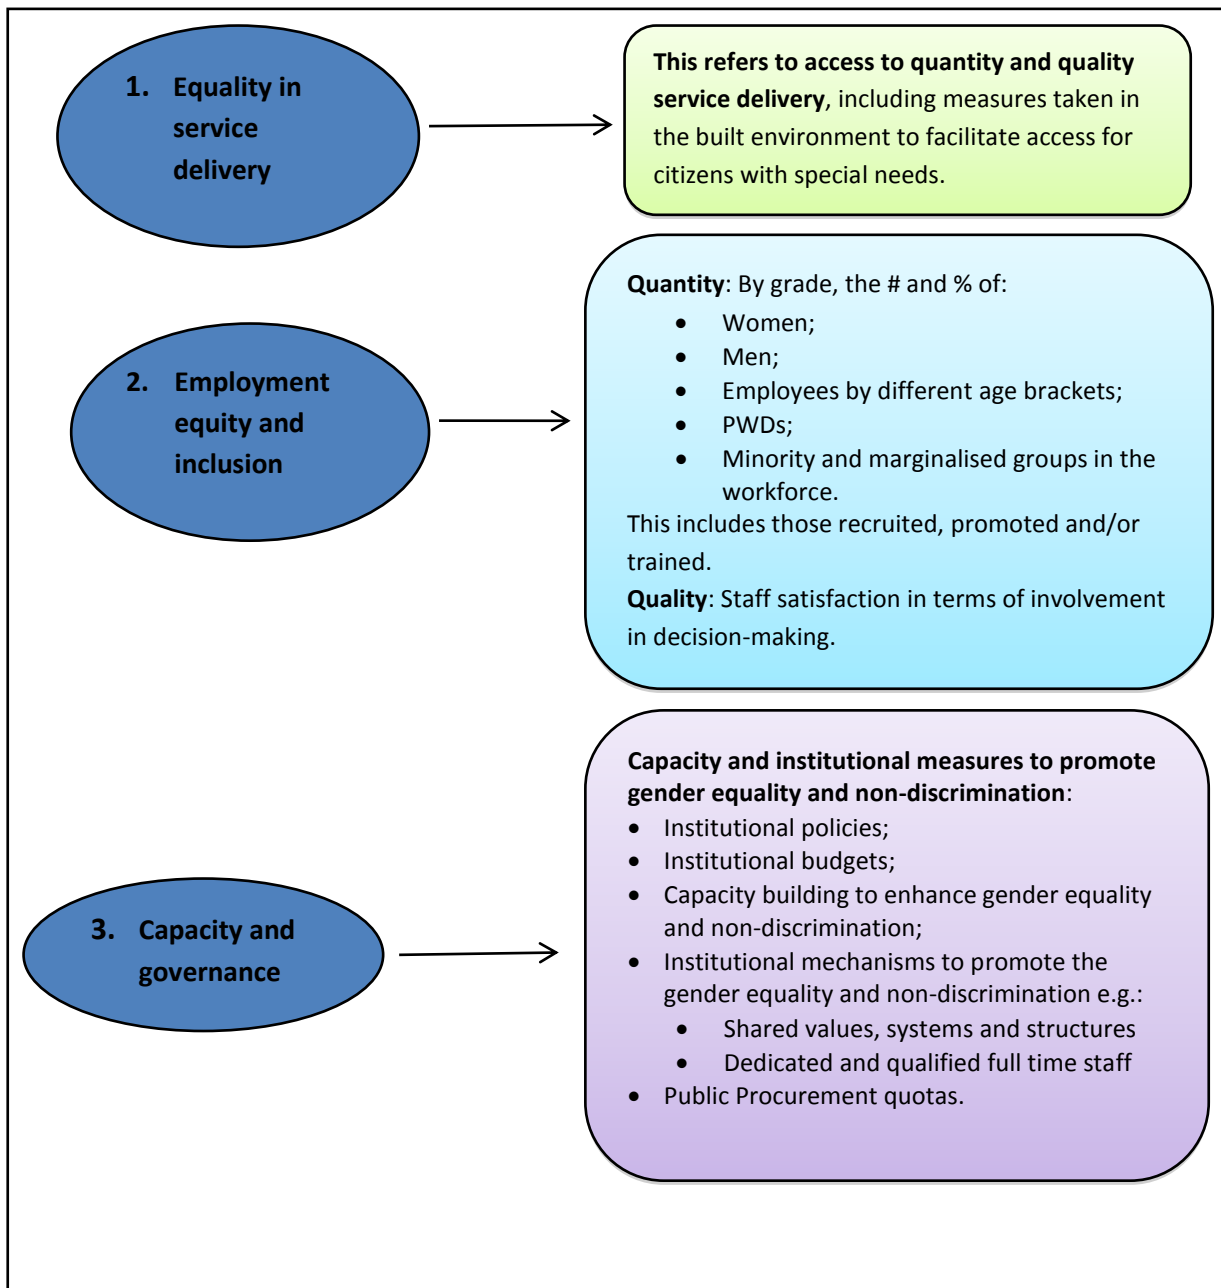 1. Equality in
service
delivery
This refers to access to quantity and quality
service delivery, including measures taken in
the built environment to facilitate access for
citizens with special needs.
2. Employment
equity and
inclusion
Quantity: By grade, the # and % of:
• Women;
• Men;
• Employees by different age brackets;
• PWDs;
• Minority and marginalised groups in the
workforce.
This includes those recruited, promoted and/or
trained.
Quality: Staff satisfaction in terms of involvement
in decision-making.
3. Capacity and
governance
Capacity and institutional measures to promote
gender equality and non-discrimination:
• Institutional policies;
• Institutional budgets;
• Capacity building to enhance gender equality
and non-discrimination;
• Institutional mechanisms to promote the
gender equality and non-discrimination e.g.:
• Shared values, systems and structures
• Dedicated and qualified full time staff
• Public Procurement quotas.